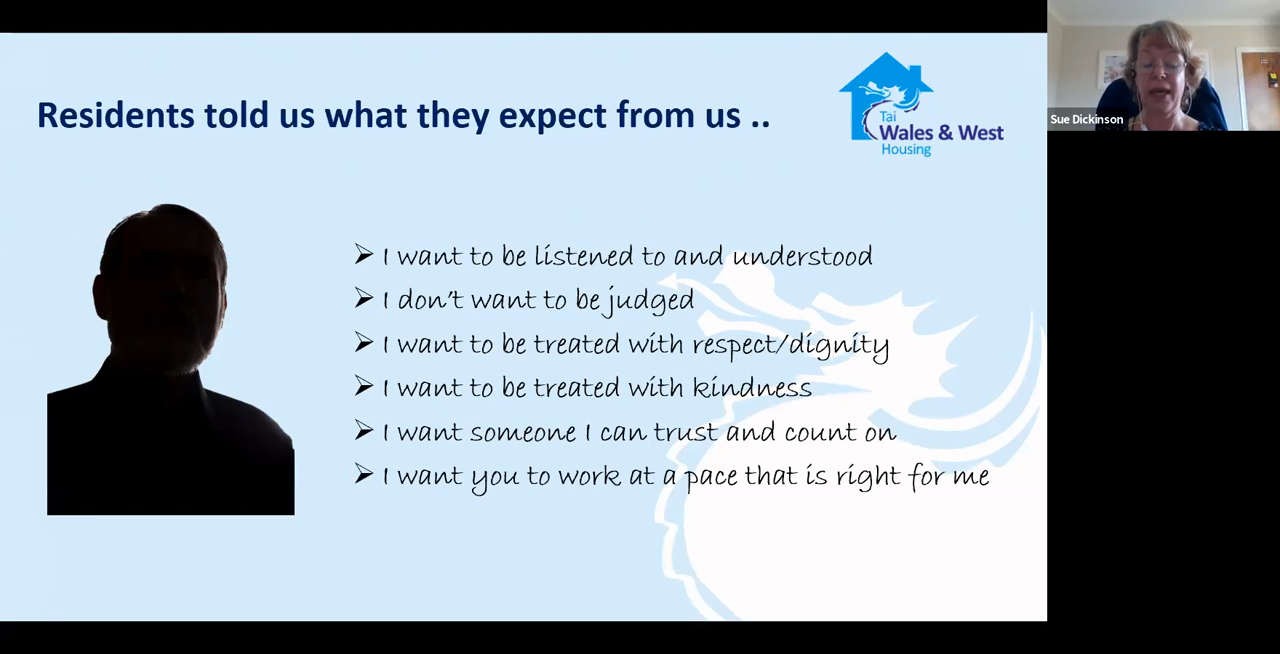 Residents told us what they expect from us ..
Tai
Wales & West
Housing
Sue Dickinson
➢ I want to be listened to and understood
➢ I don't want to be judged
➢ I want to be treated with respect/dignity
➢ I want to be treated with kindness
➢ I want someone I can trust and count on
➢ I want you to work at a pace that is right for me